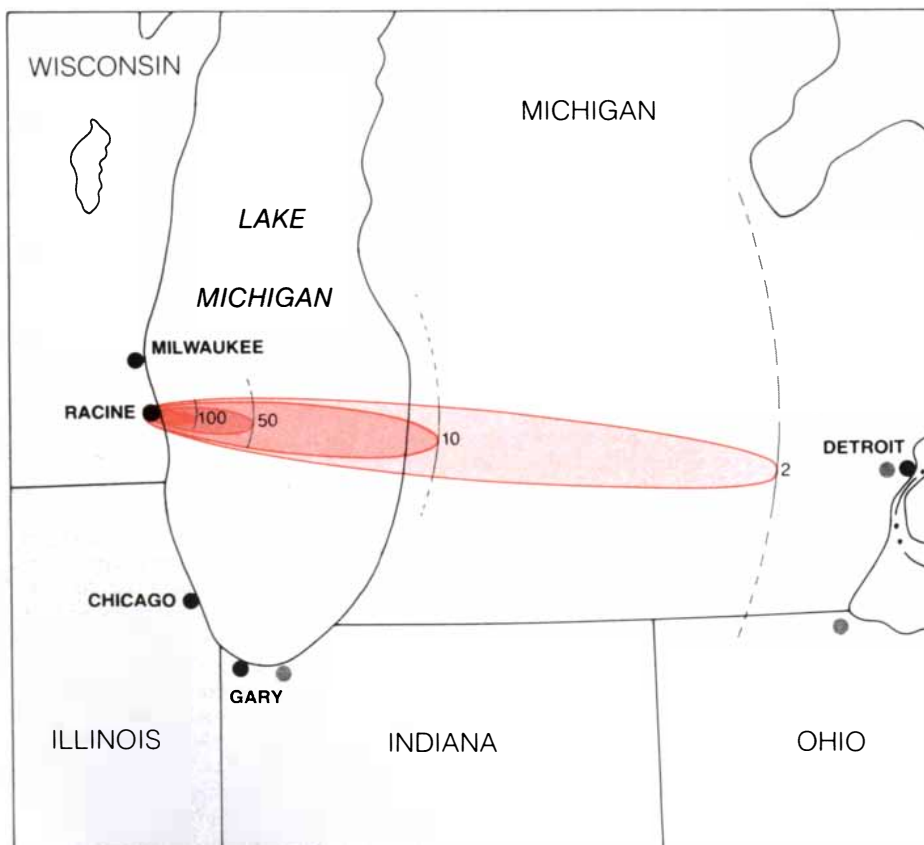 WISCONSIN
MICHIGAN
LAKE
MICHIGAN
MILWAUKEE
RACINE
100
50
10
2
DETROIT
CHICAGO
GARY
ILLINOIS
INDIANA
OHIO